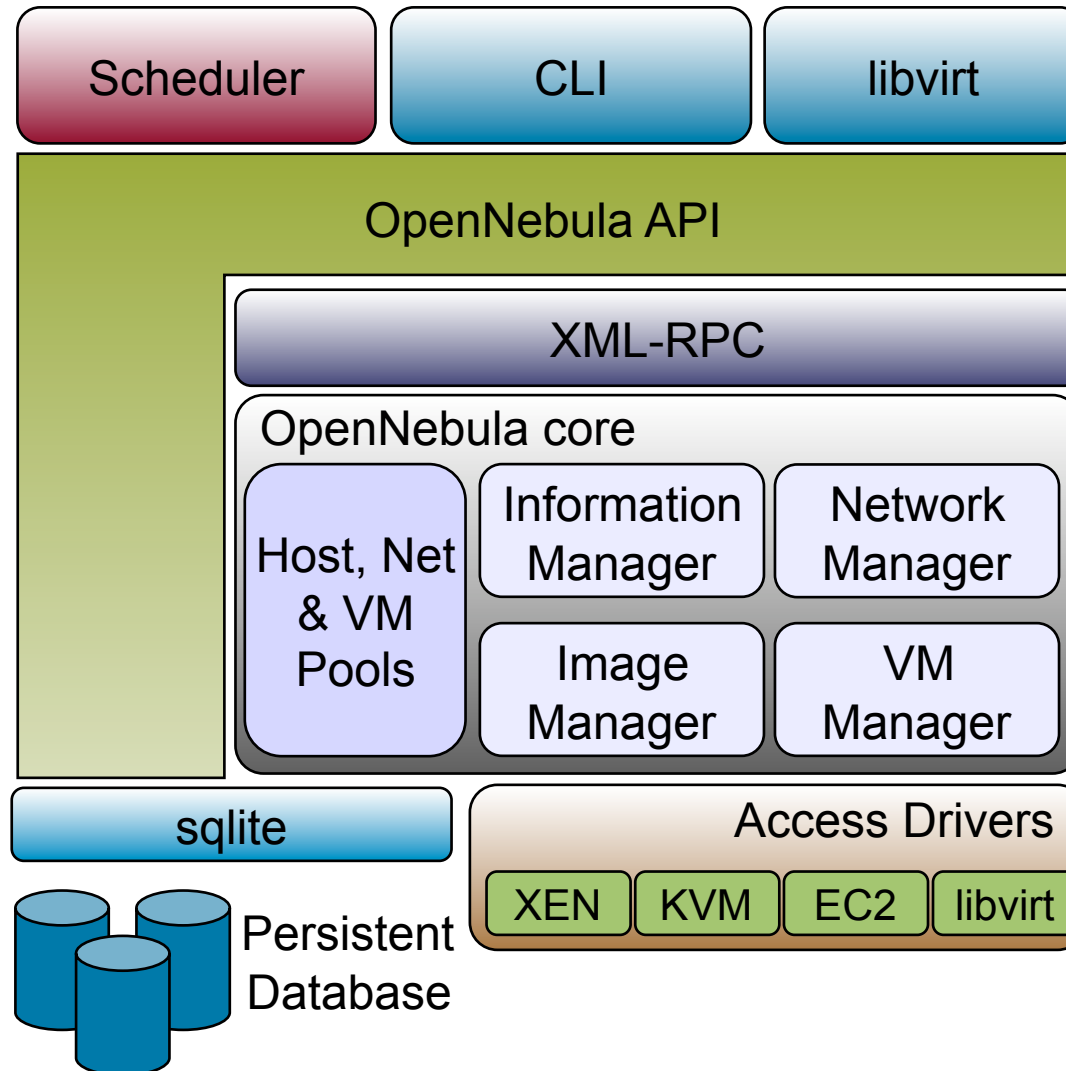 Scheduler
CLI
libvirt
OpenNebula API
XML-RPC
OpenNebula core
Host, Net
& VM
Pools
Information
Manager
Network
Manager
Image
Manager
VM
Manager
sqlite
Access Drivers
XEN
KVM
EC2
libvirt
Persistent
Database